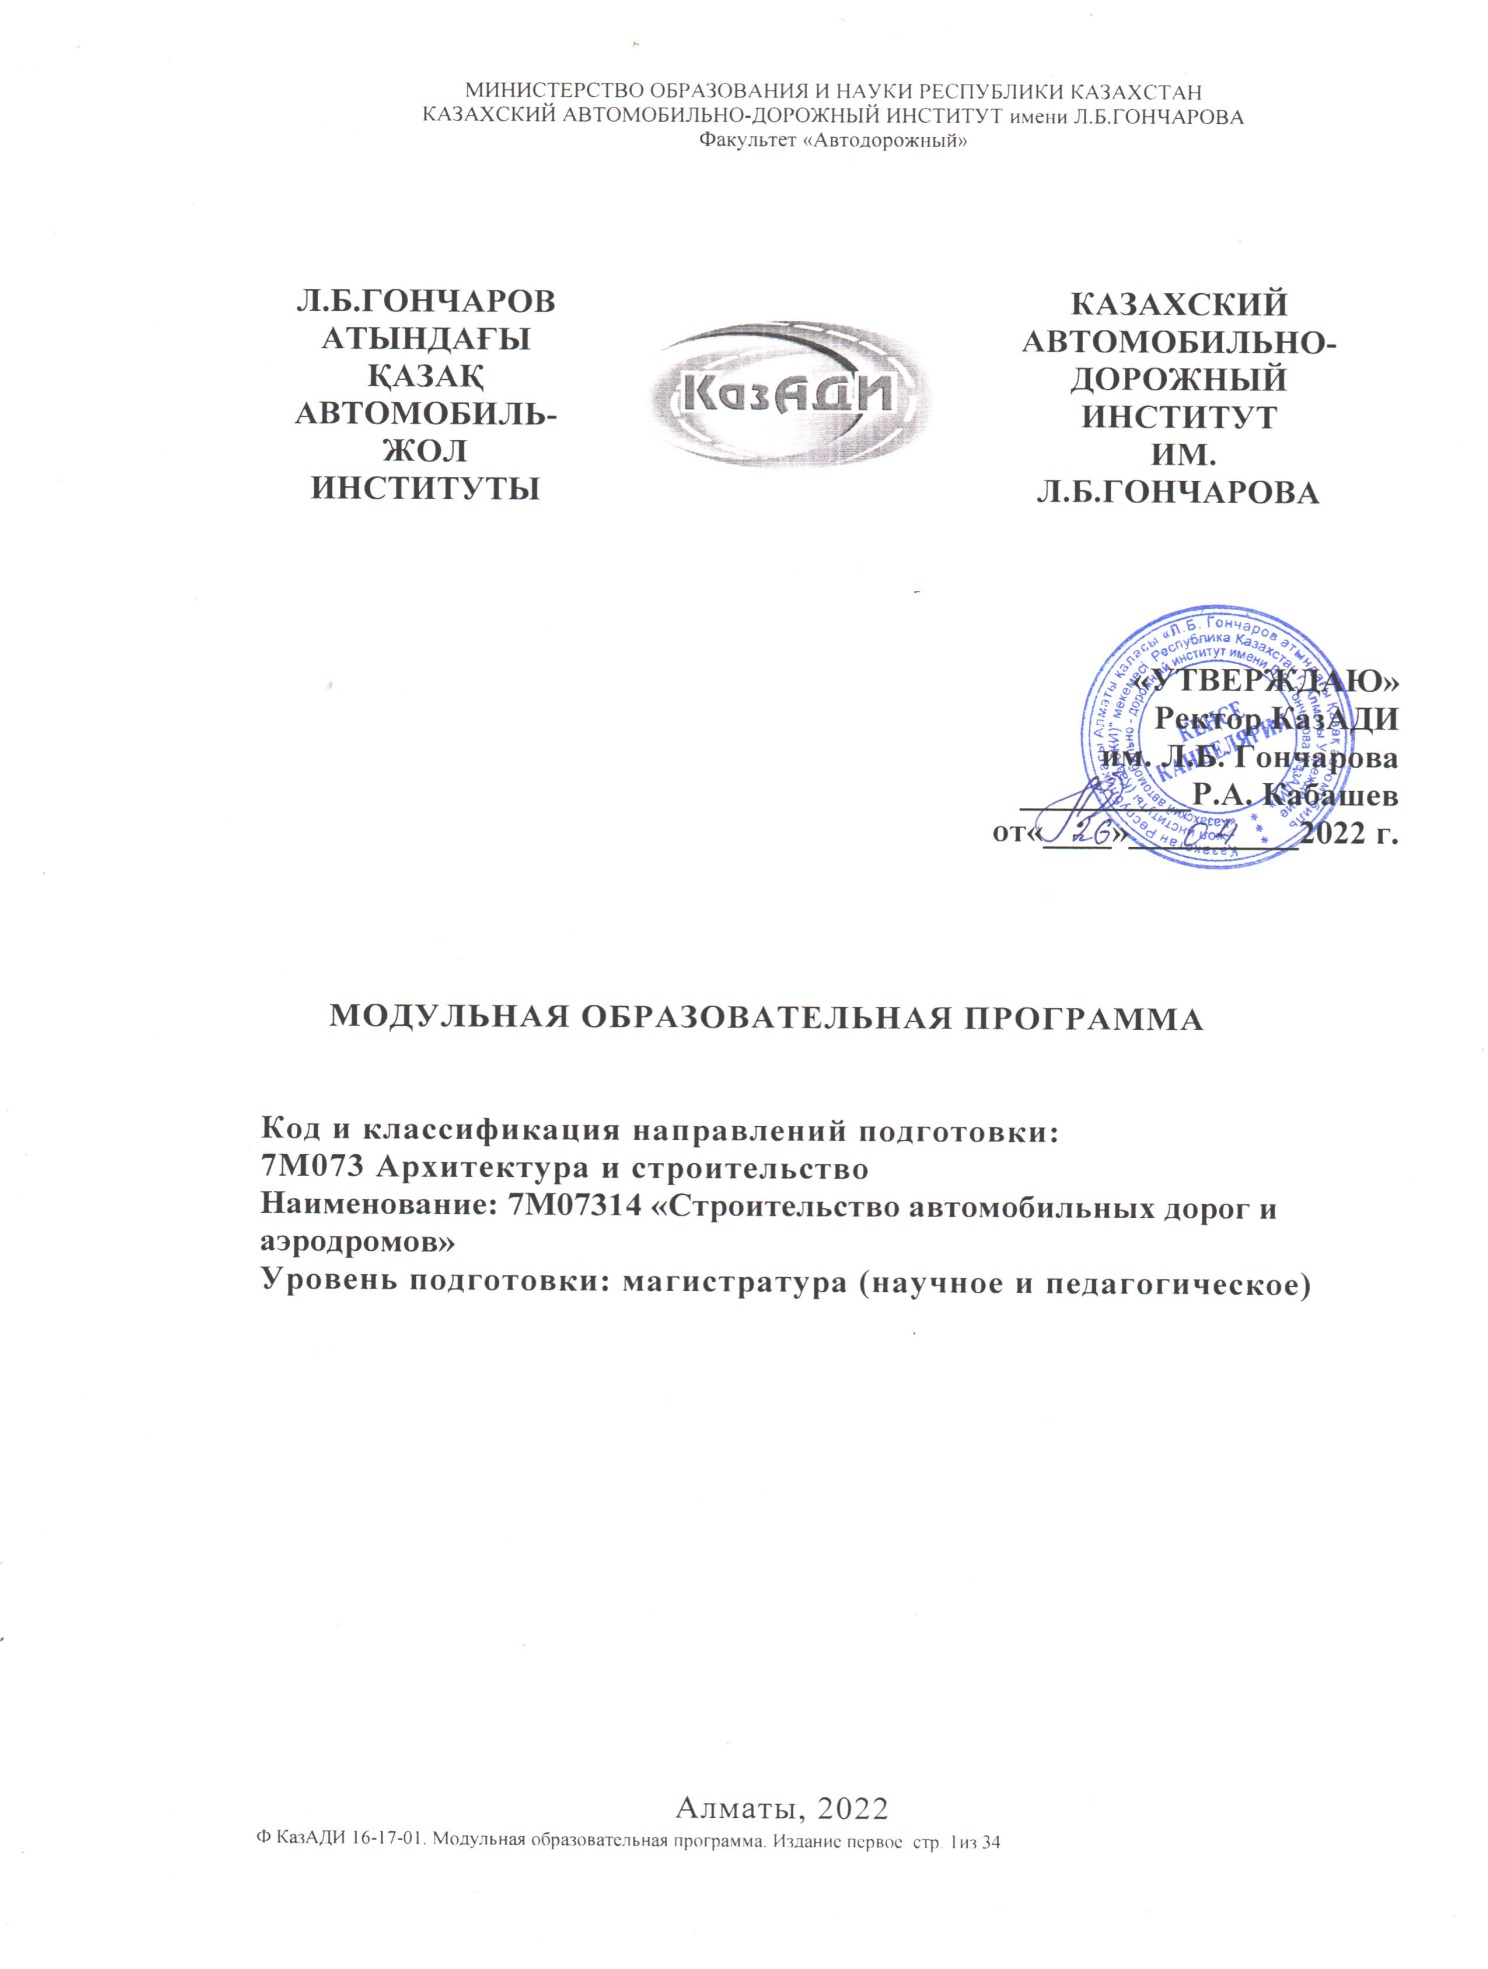 МИНИСТЕРСТВО ОБРАЗОВАНИЯ И НАУКИ РЕСПУБЛИКИ КАЗАХСТАН
КАЗАХСКИЙ АВТОМОБИЛЬНО-ДОРОЖНЫЙ ИНСТИТУТ имени Л.Б.ГОНЧАРОВА
Факультет «Автодорожный»
Л.Б.ГОНЧАРОВ
АТЫНДАҒЫ
ҚАЗАҚ
АВТОМОБИЛЬ-
ЖОЛ
ИНСТИТУТЫ
КазАДИ
КАЗАХСКИЙ
АВТОМОБИЛЬНО-
ДОРОЖНЫЙ
ИНСТИТУТ
ИМ.
Л.Б.ГОНЧАРОВА
«УТВЕРЖДАЮ»
Ректор КазАДИ
им. Л.Б. Гончарова
Р.А. Кабашев
от«26»04 2022 г.
КЕҢСЕ
КАНЦЕЛЯРИЯ
МОДУЛЬНАЯ ОБРАЗОВАТЕЛЬНАЯ ПРОГРАММА
Код и классификация направлений подготовки:
7М073 Архитектура и строительство
Наименование: 7М07314 «Строительство автомобильных дорог и
аэродромов»
Уровень подготовки: магистратура (научное и педагогическое)
Алматы, 2022
Ф КазАДИ 16-17-01. Модульная образовательная программа. Издание первое стр. 1из 34